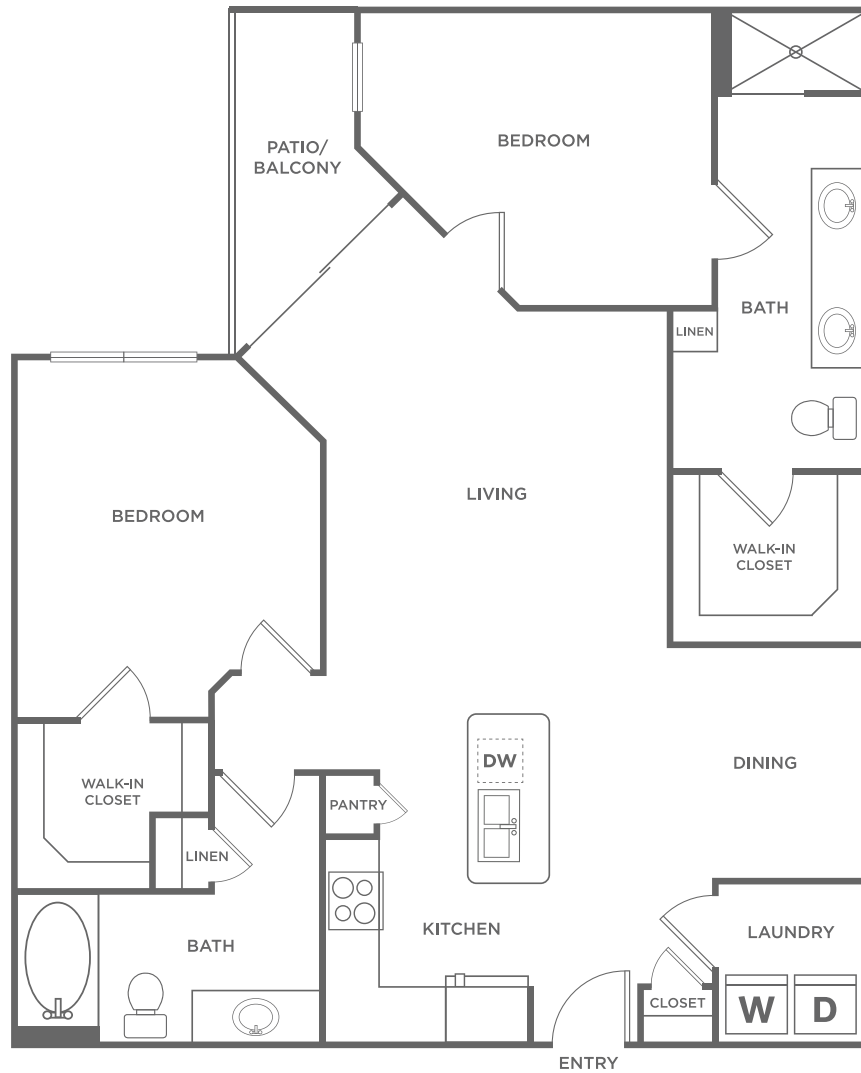 BEDROOM
PATIO/
BALCONY
BATH
LINEN
LIVING
BEDROOM
WALK-IN
CLOSET
DW
DINING
WALK-IN
CLOSET
PANTRY
LINEN
KITCHEN
LAUNDRY
BATH
CLOSET
W
D
ENTRY